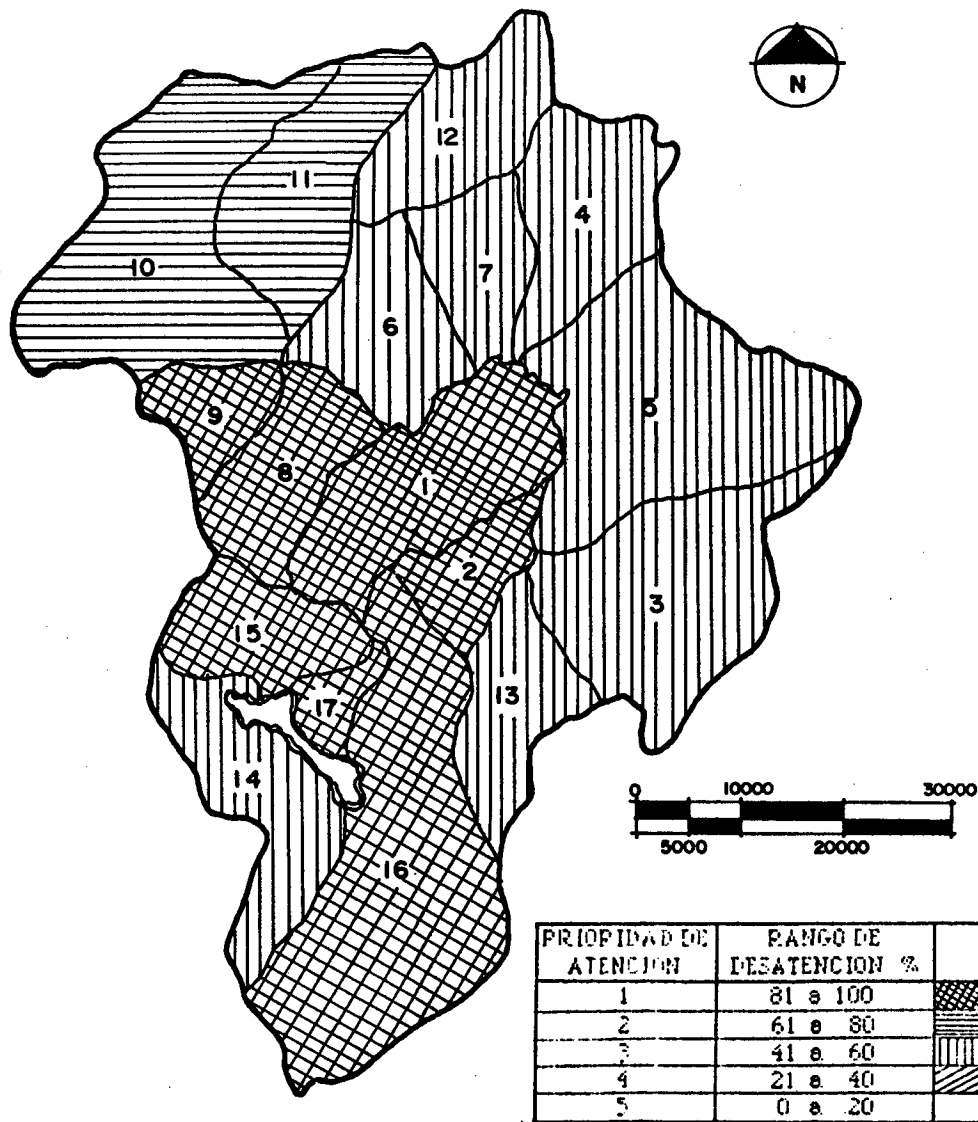 N
12
11
4
10
7
6
5
9
8
1
2
3
15
13
17
14
16
0 10000 30000
5000 20000
PRIORIDAD DE ATENCION RANGO DE DESATENCION %
1 81 a 100
2 61 a 80
3 41 a 60
4 21 a 40
5 0 a 20